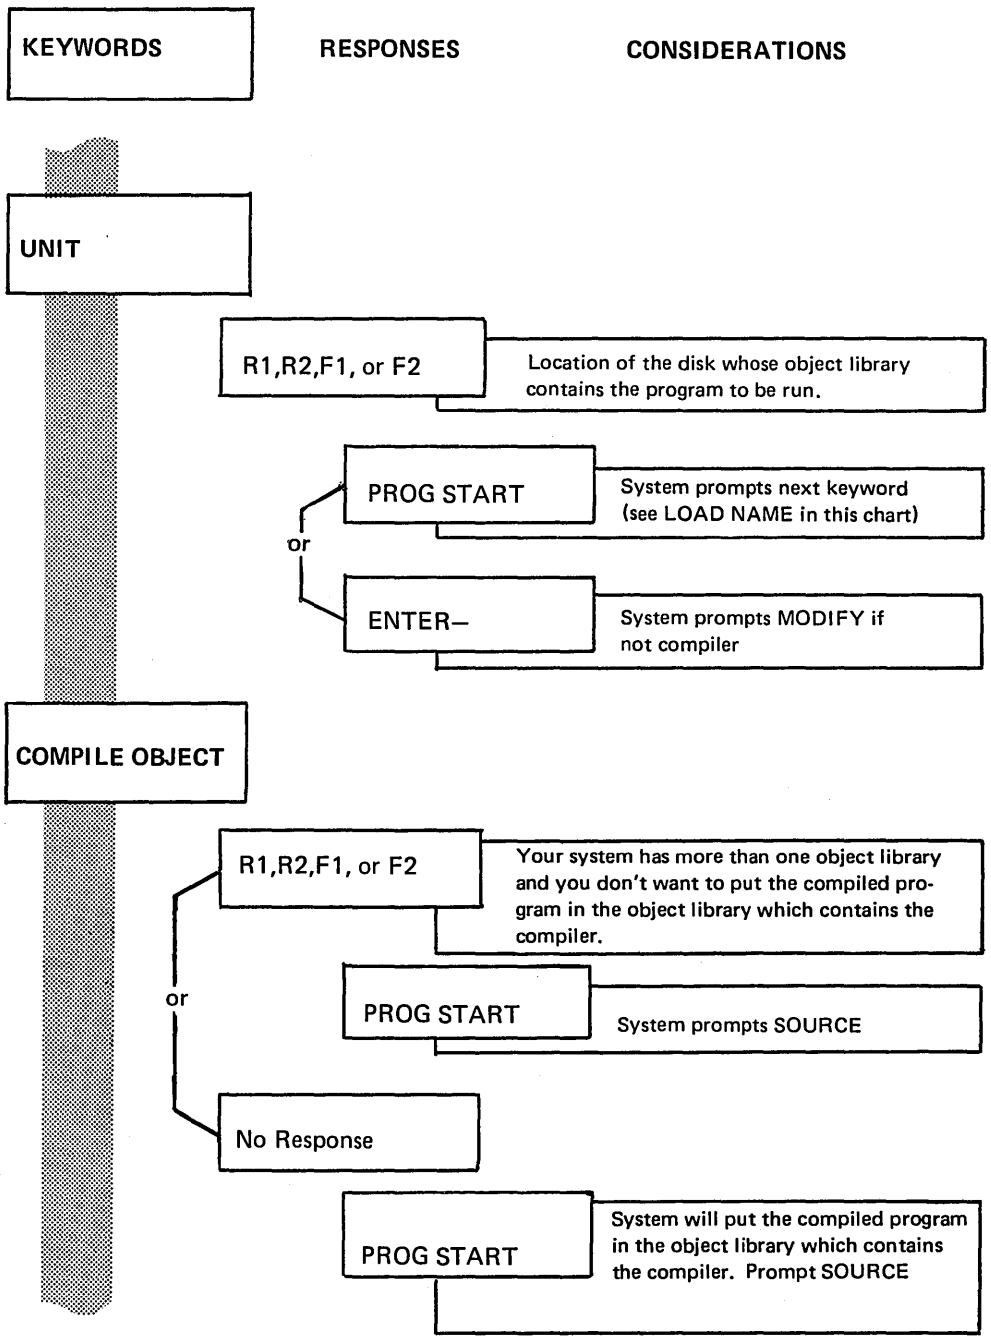 KEYWORDS RESPONSES CONSIDERATIONS
UNIT
R1,R2,F1, or F2
Location of the disk whose object library
contains the program to be run.
PROG START
System prompts next keyword
(see LOAD NAME in this chart)
or
ENTER—
System prompts MODIFY if
not compiler
COMPILE OBJECT
R1,R2,F1, or F2
Your system has more than one object library
and you don't want to put the compiled pro-
gram in the object library which contains the
compiler.
or
PROG START
System prompts SOURCE
No Response
PROG START
System will put the compiled program
in the object library which contains
the compiler. Prompt SOURCE